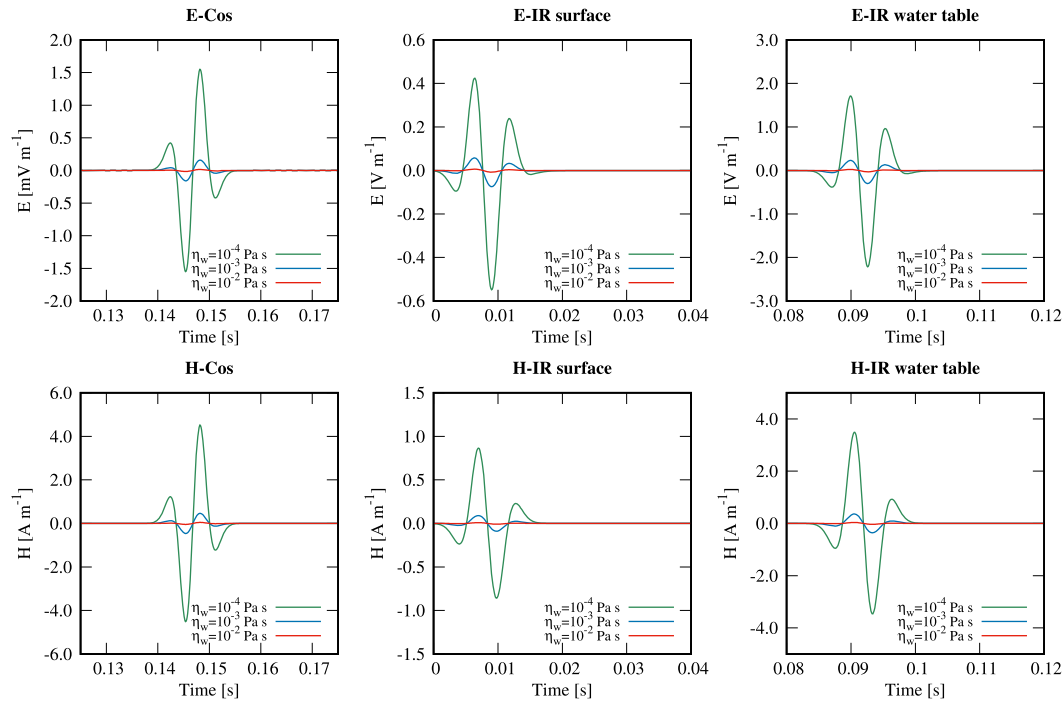 E-Cos
E [mV m-1]
2.0
1.5
1.0
0.5
0.0
-0.5
-1.0
-1.5
-2.0
ηw=10-4 Pa s
ηw=10-3 Pa s
ηw=10-2 Pa s
0.13 0.14 0.15 0.16 0.17
Time [s]
E-IR surface
E [V m-1]
0.6
0.4
0.2
0.0
-0.2
-0.4
-0.6
ηw=10-4 Pa s
ηw=10-3 Pa s
ηw=10-2 Pa s
0 0.01 0.02 0.03 0.04
Time [s]
E-IR water table
E [V m-1]
3.0
2.0
1.0
0.0
-1.0
-2.0
-3.0
ηw=10-4 Pa s
ηw=10-3 Pa s
ηw=10-2 Pa s
0.08 0.09 0.1 0.11 0.12
Time [s]
H-Cos
H [A m-1]
6.0
4.0
2.0
0.0
-2.0
-4.0
-6.0
ηw=10-4 Pa s
ηw=10-3 Pa s
ηw=10-2 Pa s
0.13 0.14 0.15 0.16 0.17
Time [s]
H-IR surface
H [A m-1]
1.5
1.0
0.5
0.0
-0.5
-1.0
-1.5
ηw=10-4 Pa s
ηw=10-3 Pa s
ηw=10-2 Pa s
0 0.01 0.02 0.03 0.04
Time [s]
H-IR water table
H [A m-1]
4.0
2.0
0.0
-2.0
-4.0
ηw=10-4 Pa s
ηw=10-3 Pa s
ηw=10-2 Pa s
0.08 0.09 0.1 0.11 0.12
Time [s]